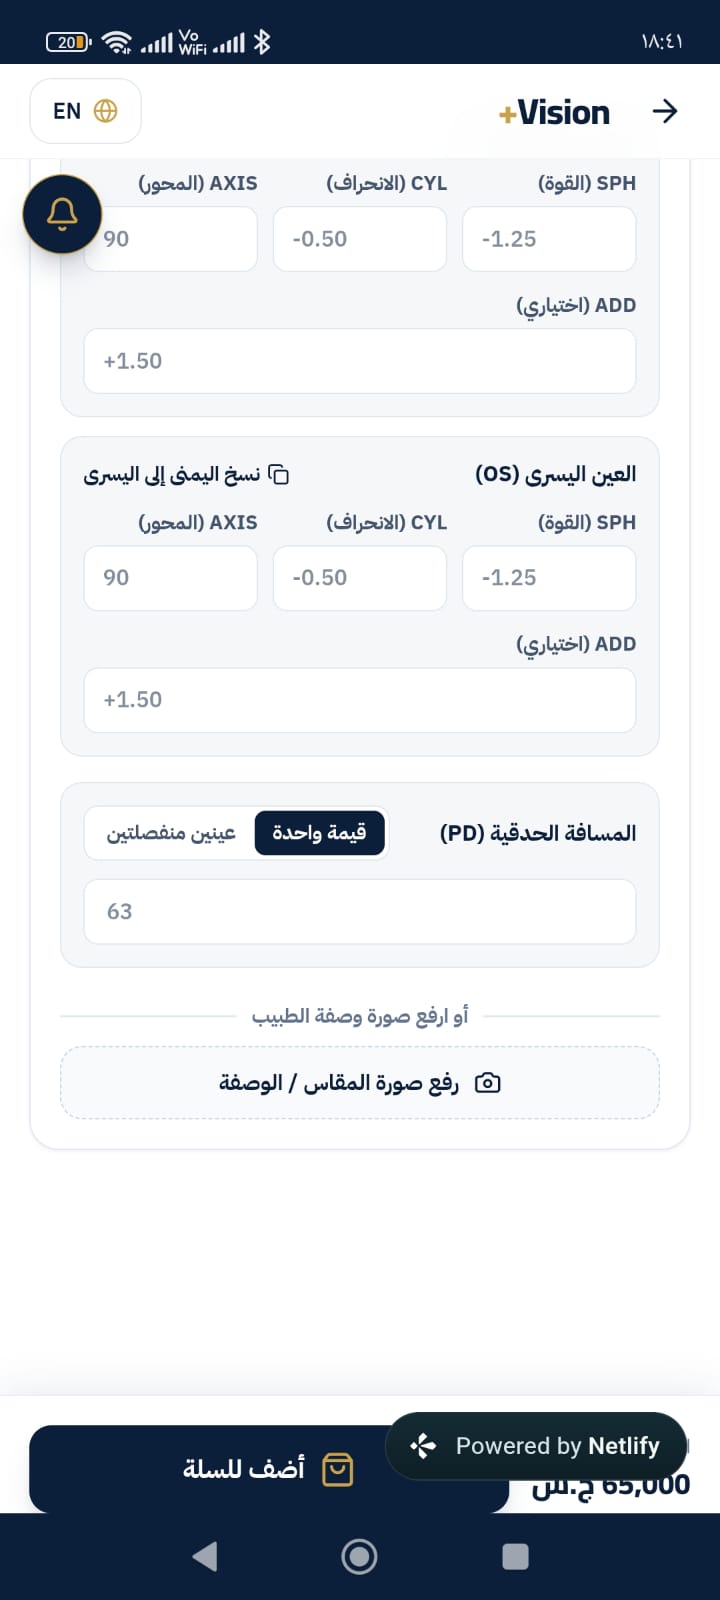 20 Vo WiFi ١٨:٤١
EN +Vision
SPH (القوة) CYL (الانحراف) AXIS (المحور)
-1.25 -0.50 90
ADD (اختياري)
+1.50
العين اليسرى (OS) نسخ اليمنى إلى اليسرى
SPH (القوة) CYL (الانحراف) AXIS (المحور)
-1.25 -0.50 90
ADD (اختياري)
+1.50
المسافة الحدقية (PD) قيمة واحدة عينين منفصلتين
63
أو ارفع صورة وصفة الطبيب
رفع صورة المقاس / الوصفة
Powered by Netlify
65,000 ج.س أضف للسلة